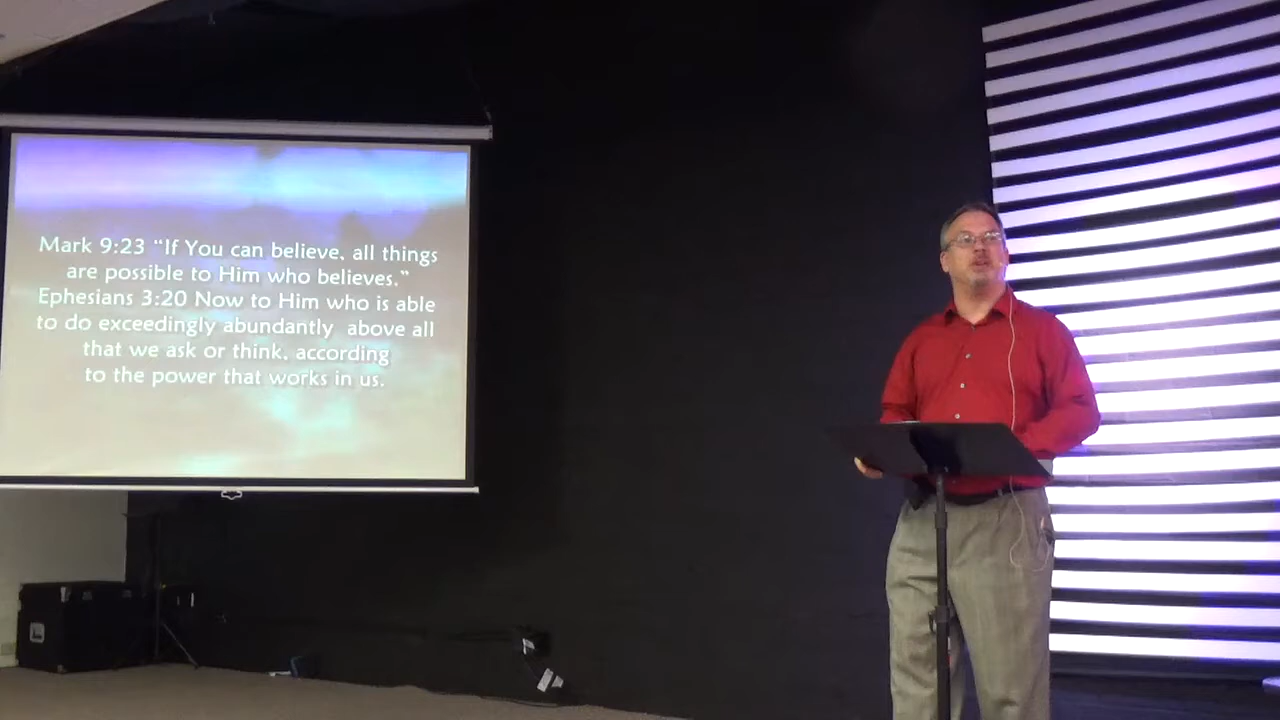 Mark 9:23 “If You can believe, all things
are possible to Him who believes.”
Ephesians 3:20 Now to Him who is able
to do exceedingly abundantly above all
that we ask or think, according
to the power that works in us.